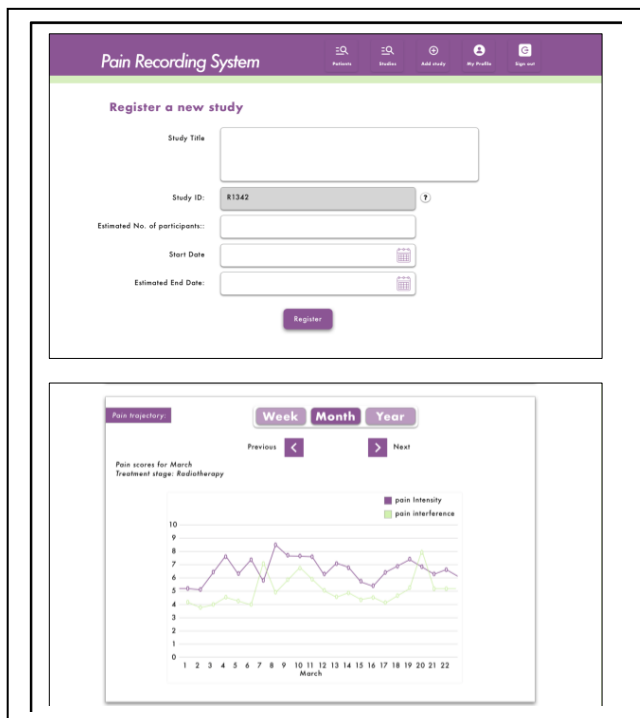 Pain Recording System
Patients Studies Add study My Profile Sign out
Register a new study
Study Title
Study ID: R1342 ?
Estimated No. of participants::
Start Date
Estimated End Date:
Register
Pain trajectory:
Week Month Year
Previous < > Next
Pain scores for March
Treatment stage: Radiotherapy
pain Intensity
pain interference
10
9
8
7
6
5
4
3
2
1
0
1 2 3 4 5 6 7 8 9 10 11 12 13 14 15 16 17 18 19 20 21 22
March